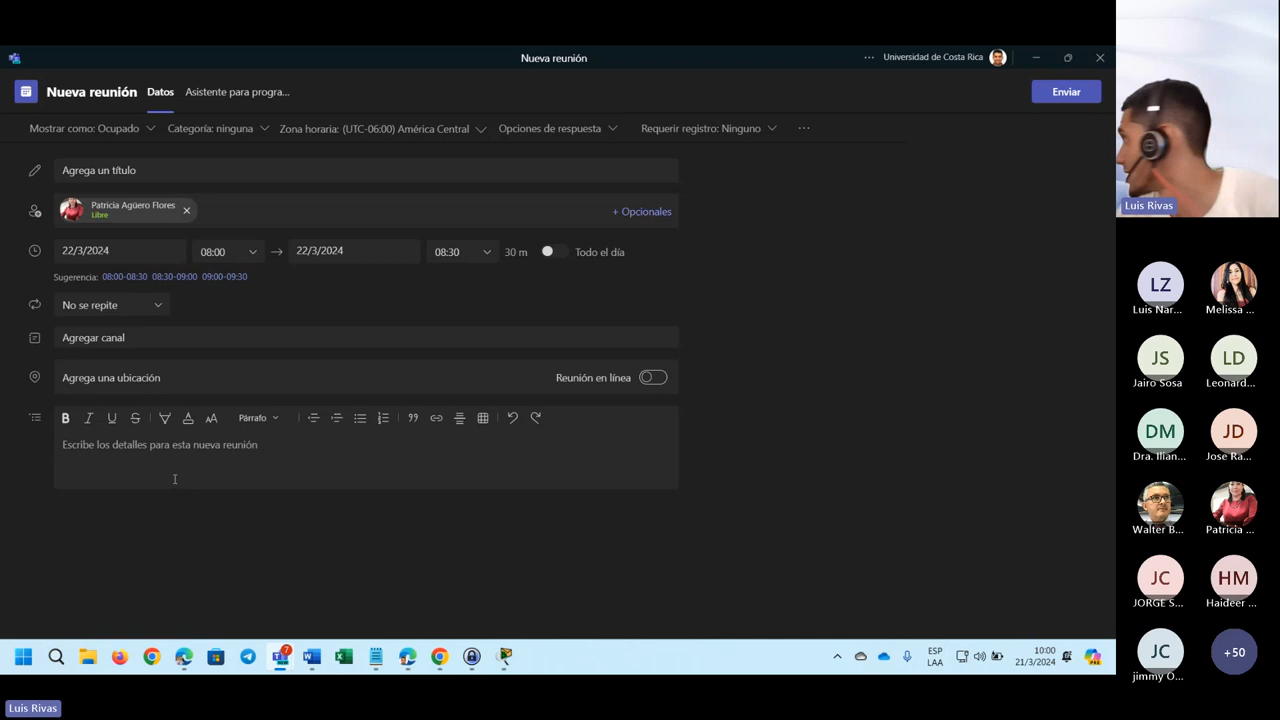 Nueva reunión
Universidad de Costa Rica
Nueva reunión
Datos
Asistente para progra...
Enviar
Mostrar como: Ocupado
Categoría: ninguna
Zona horaria: (UTC-06:00) América Central
Opciones de respuesta
Requerir registro: Ninguno
Agrega un título
Patricia Agüero Flores
Libre
+ Opcionales
22/3/2024
08:00
22/3/2024
08:30
30 m
Todo el día
Sugerencia: 08:00-08:30 08:30-09:00 09:00-09:30
No se repite
Agregar canal
Agrega una ubicación
Reunión en línea
Párrafo
Escribe los detalles para esta nueva reunión
7
ESP
LAA
10:00
21/3/2024
Luis Rivas
LZ
Luis Nar...
Melissa ...
JS
Jairo Sosa
LD
Leonard...
DM
Dra. Ilian...
JD
Jose Ra...
Walter B...
Patricia ...
JC
JORGE S...
HM
Haideer ...
JC
jimmy O...
+50
Luis Rivas